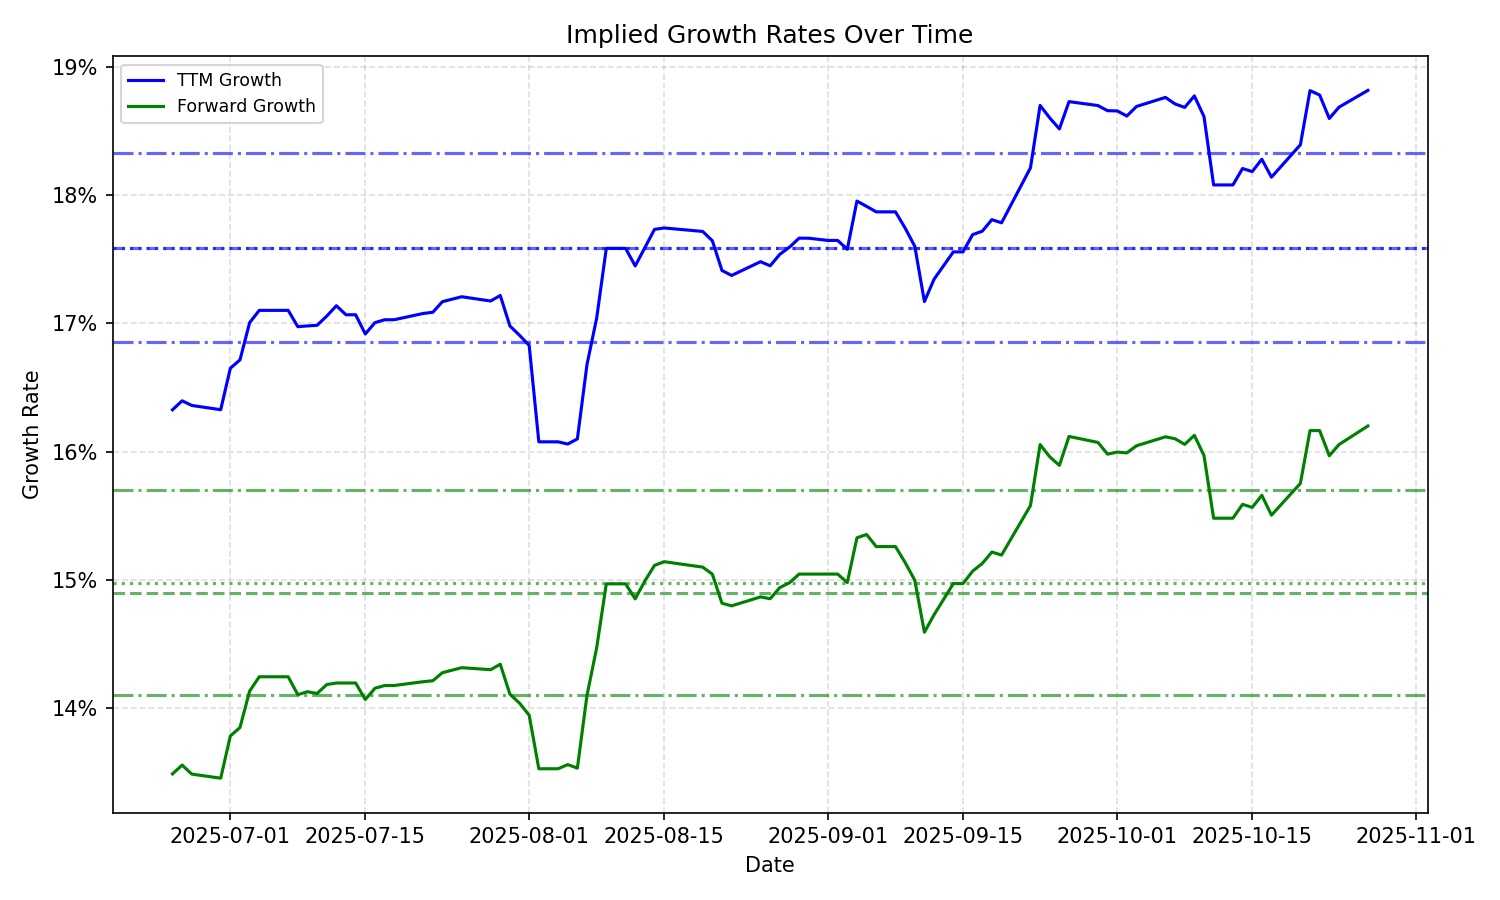 Implied Growth Rates Over Time
TTM Growth
Forward Growth
19%
18%
17%
16%
15%
14%
Growth Rate
2025-07-01 2025-07-15 2025-08-01 2025-08-15 2025-09-01 2025-09-15 2025-10-01 2025-10-15 2025-11-01
Date